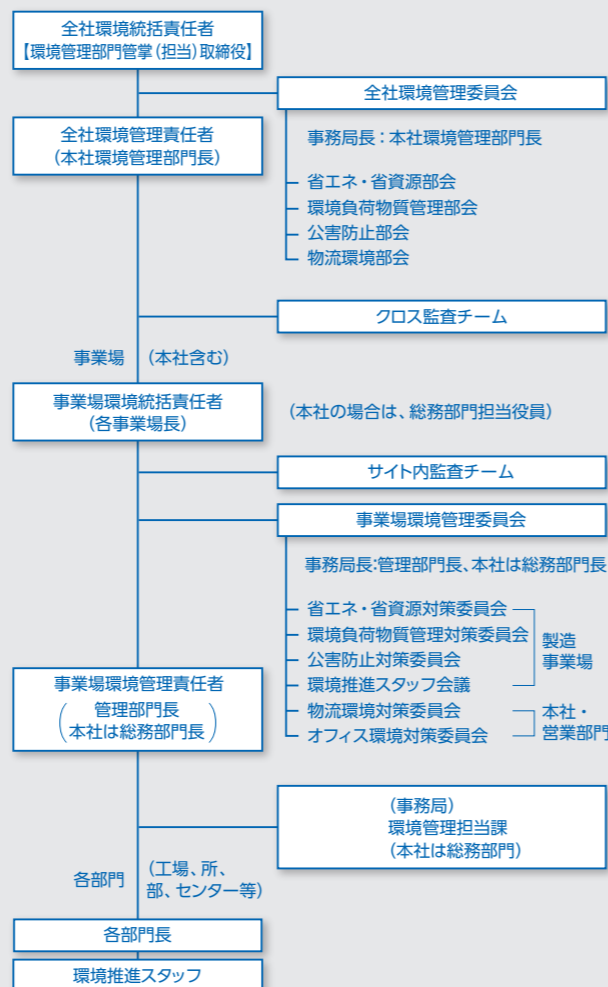 全社環境統括責任者
【環境管理部門管掌(担当)取締役】
全社環境管理委員会
全社環境管理責任者
(本社環境管理部門長)
事務局長：本社環境管理部門長
省エネ・省資源部会
環境負荷物質管理部会
公害防止部会
物流環境部会
クロス監査チーム
事業場 (本社含む)
事業場環境統括責任者
(各事業場長)
(本社の場合は、総務部門担当役員)
サイト内監査チーム
事業場環境管理委員会
事務局長:管理部門長、本社は総務部門長
省エネ・省資源対策委員会
環境負荷物質管理対策委員会
公害防止対策委員会
環境推進スタッフ会議
製造
事業場
物流環境対策委員会
オフィス環境対策委員会
本社・
営業部門
事業場環境管理責任者
(管理部門長
本社は総務部門長)
(事務局)
環境管理担当課
(本社は総務部門)
各部門
(工場、所、
部、センター等)
各部門長
環境推進スタッフ